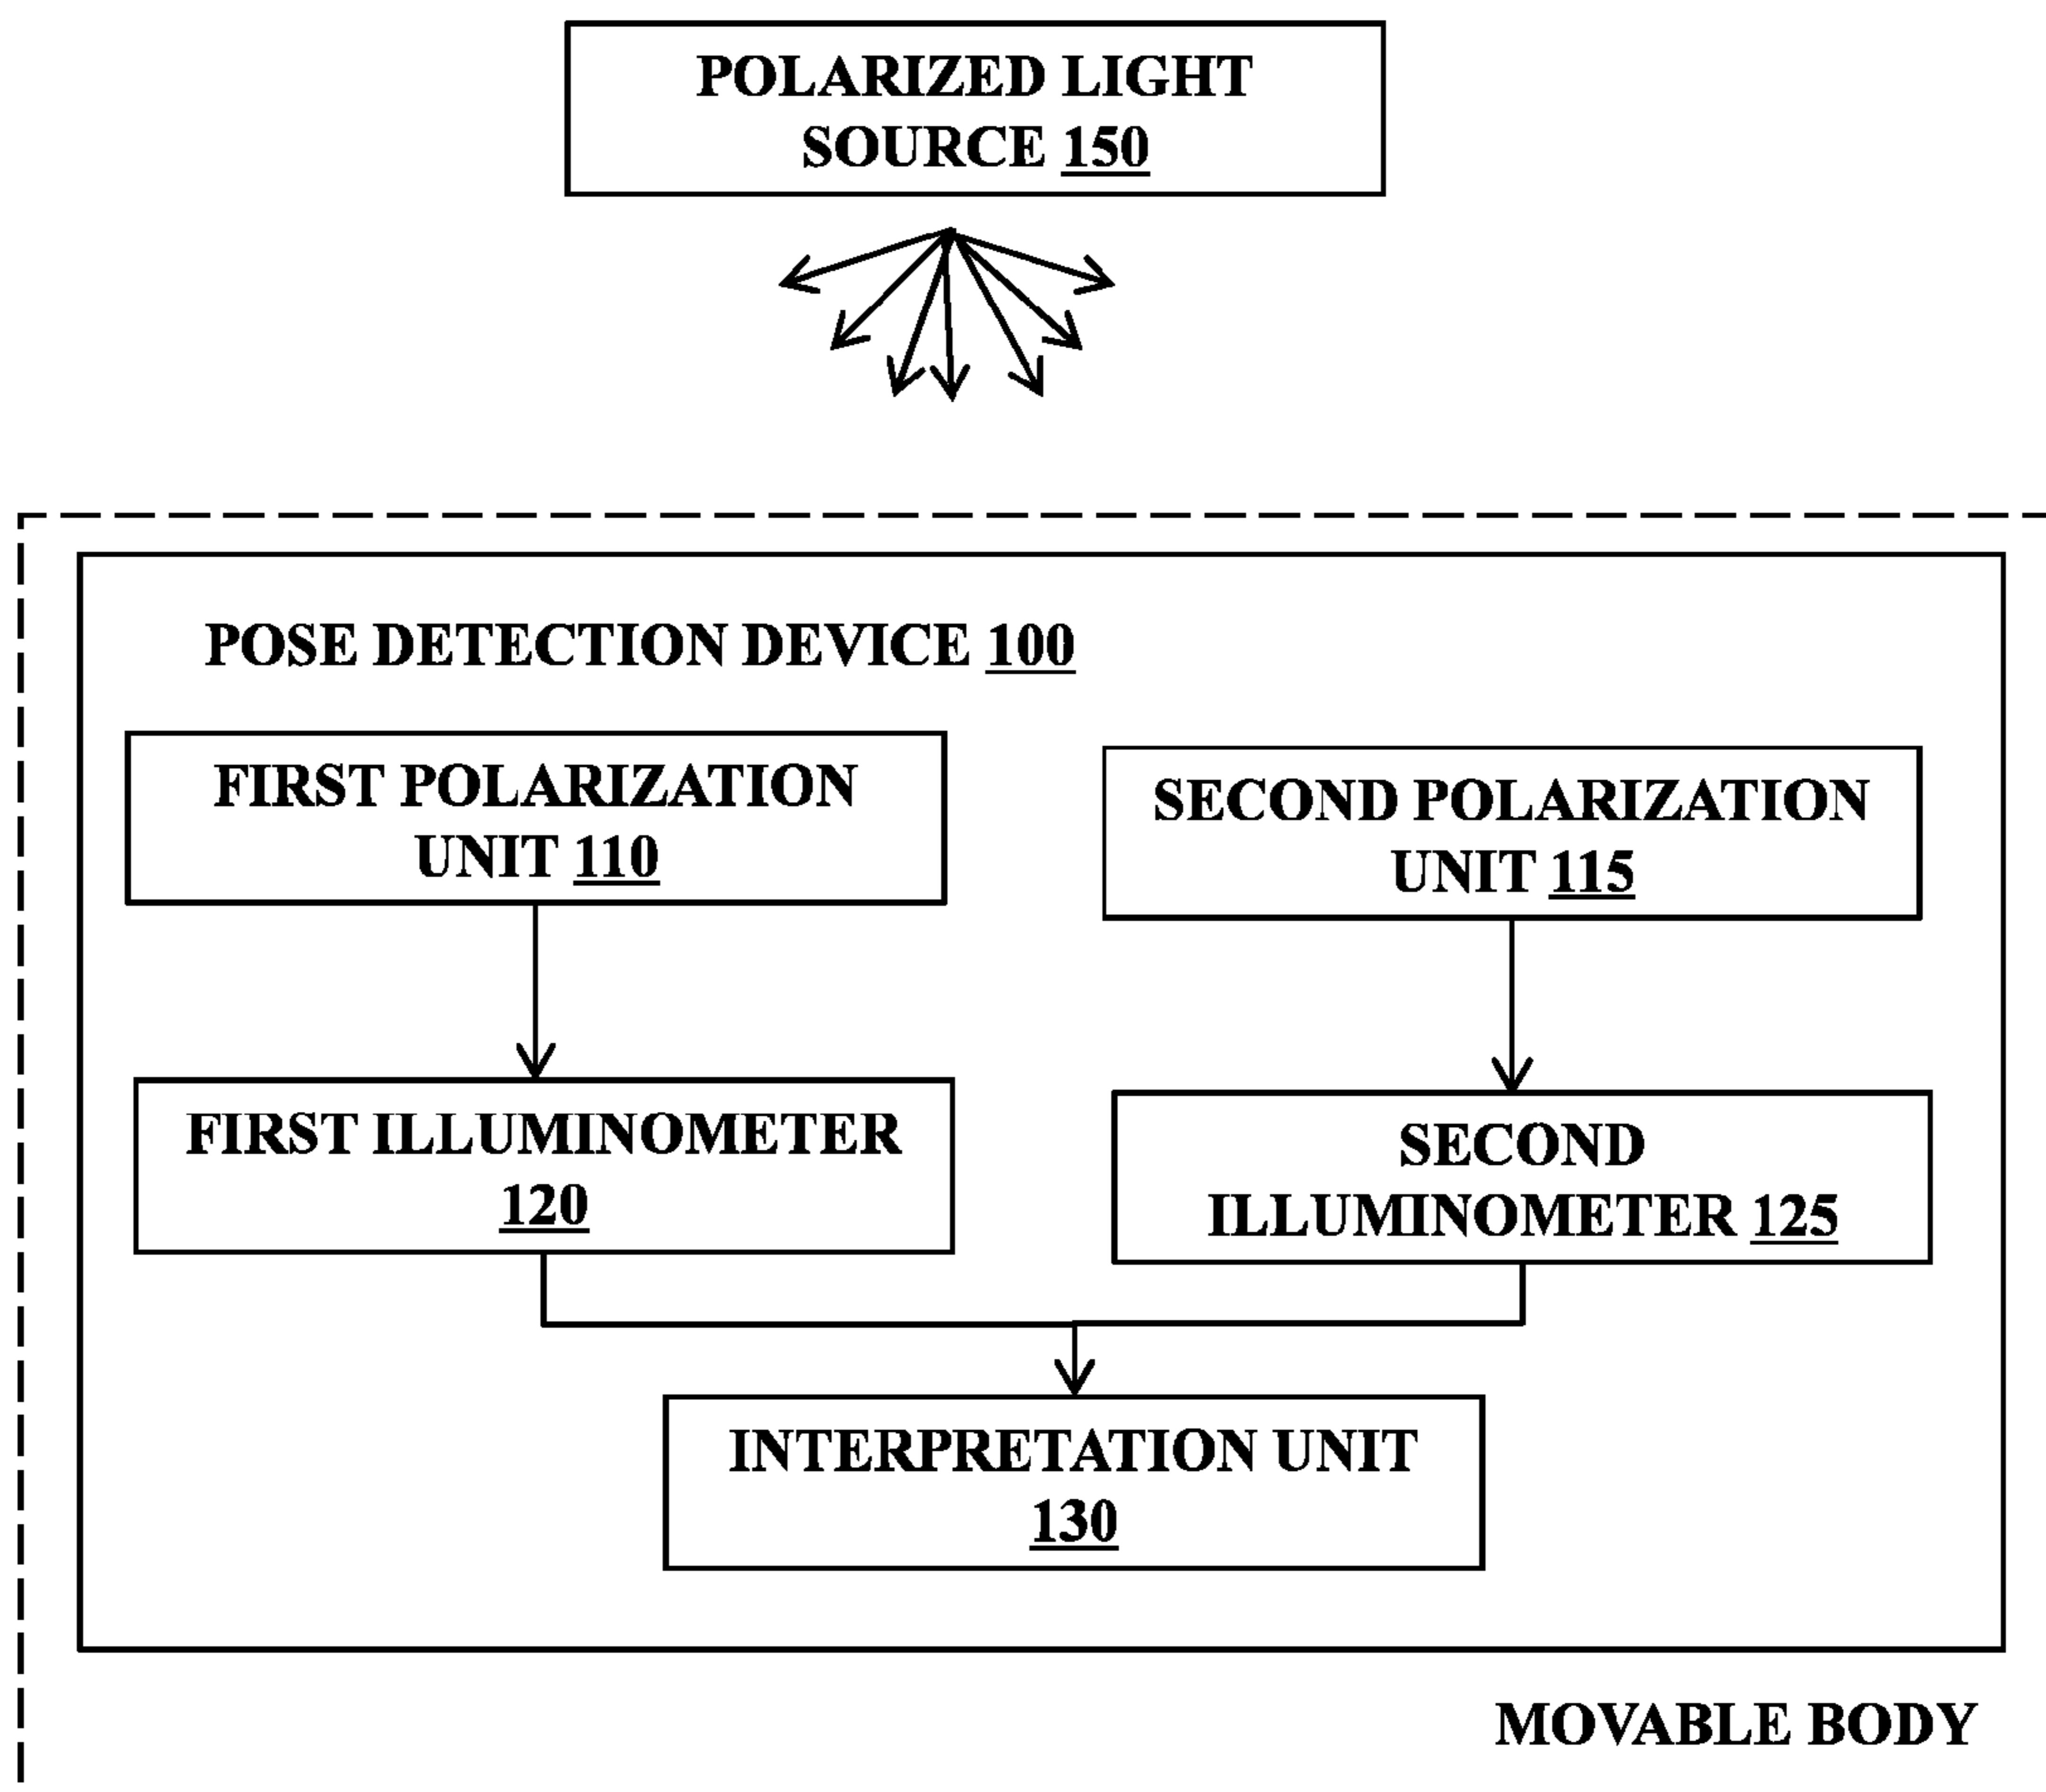 POLARIZED LIGHT
SOURCE 150
POSE DETECTION DEVICE 100
FIRST POLARIZATION
UNIT 110
SECOND POLARIZATION
UNIT 115
FIRST ILLUMINOMETER
120
SECOND
ILLUMINOMETER 125
INTERPRETATION UNIT
130
MOVABLE BODY